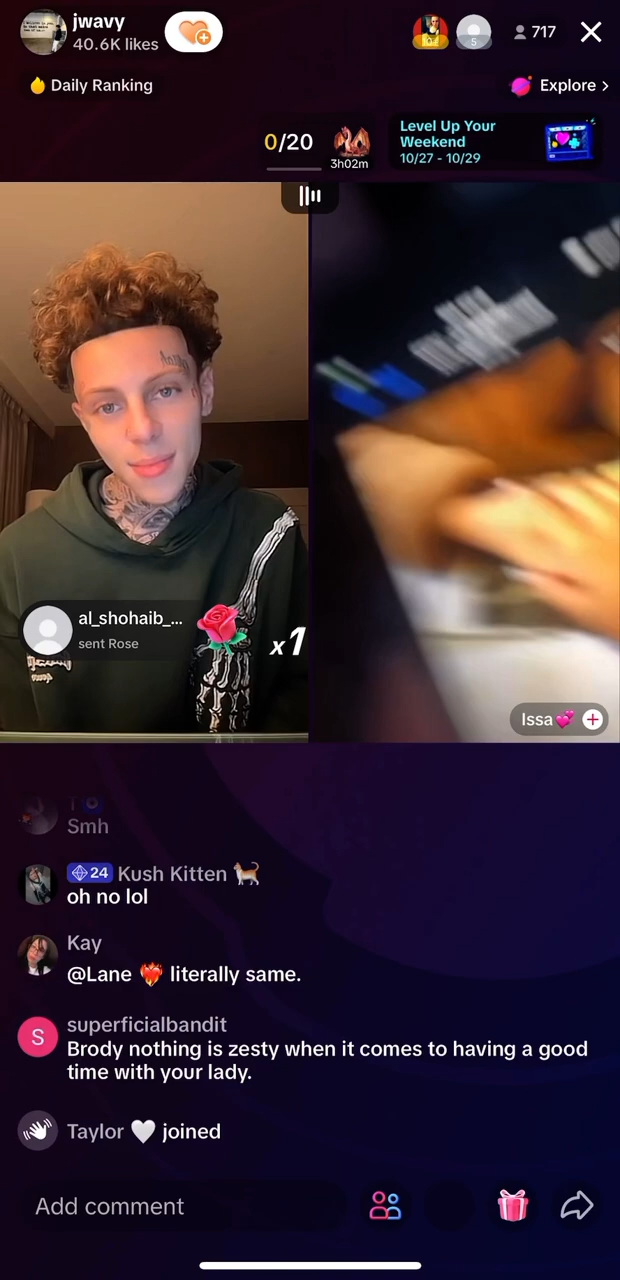 jwavy
40.6K likes
717
Daily Ranking
Explore >
0/20
3h02m
Level Up Your
Weekend
10/27 - 10/29
al_shohaib_...
sent Rose
x1
Issa💕
Smh
24 Kush Kitten 🐈
oh no lol
Kay
@Lane ❤️‍🔥 literally same.
S
superficialbandit
Brody nothing is zesty when it comes to having a good
time with your lady.
Taylor 🤍 joined
Add comment